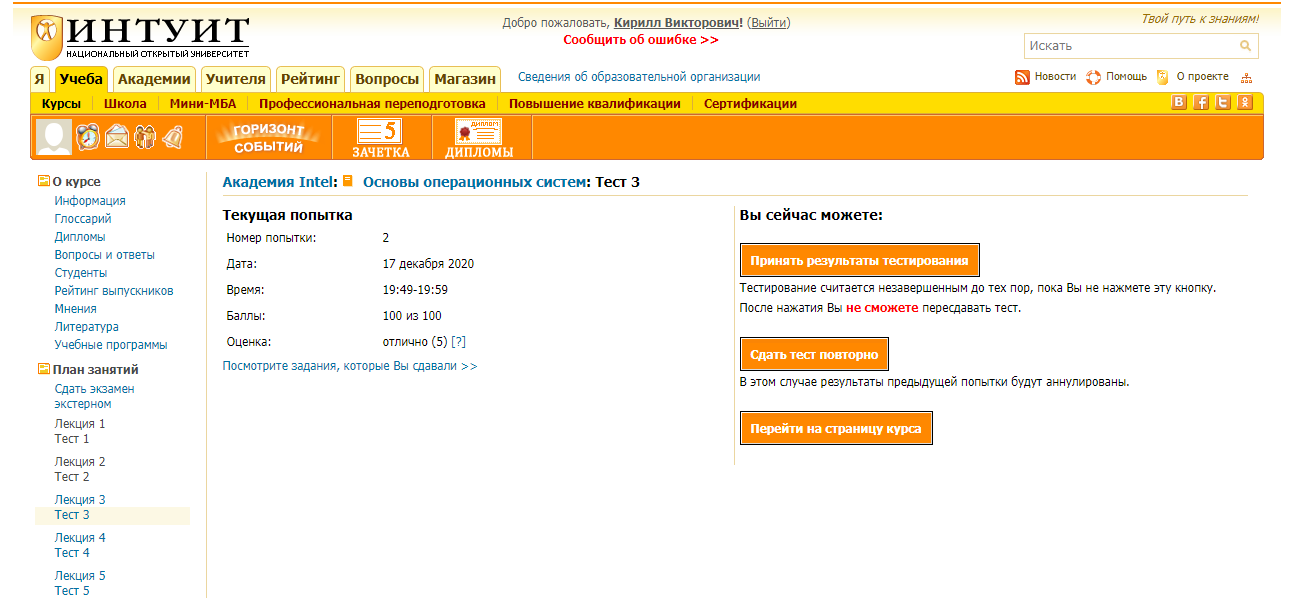 ИНТУИТ
НАЦИОНАЛЬНЫЙ ОТКРЫТЫЙ УНИВЕРСИТЕТ
Добро пожаловать, Кирилл Викторович! (Выйти)
Сообщить об ошибке >>
Твой путь к знаниям!
Искать
Я Учеба Академии Учителя Рейтинг Вопросы Магазин Сведения об образовательной организации
Новости Помощь О проекте
Курсы Школа Мини-МБА Профессиональная переподготовка Повышение квалификации Сертификации
ГОРИЗОНТ СОБЫТИЙ
5
ЗАЧЕТКА
ДИПЛОМ
ДИПЛОМЫ
О курсе
Информация
Глоссарий
Дипломы
Вопросы и ответы
Студенты
Рейтинг выпускников
Мнения
Литература
Учебные программы
План занятий
Сдать экзамен
экстерном
Лекция 1
Тест 1
Лекция 2
Тест 2
Лекция 3
Тест 3
Лекция 4
Тест 4
Лекция 5
Тест 5
Академия Intel: Основы операционных систем: Тест 3
Текущая попытка
Номер попытки: 2
Дата: 17 декабря 2020
Время: 19:49-19:59
Баллы: 100 из 100
Оценка: отлично (5) [?]
Посмотрите задания, которые Вы сдавали >>
Вы сейчас можете:
Принять результаты тестирования
Тестирование считается незавершенным до тех пор, пока Вы не нажмете эту кнопку.
После нажатия Вы не сможете пересдавать тест.
Сдать тест повторно
В этом случае результаты предыдущей попытки будут аннулированы.
Перейти на страницу курса